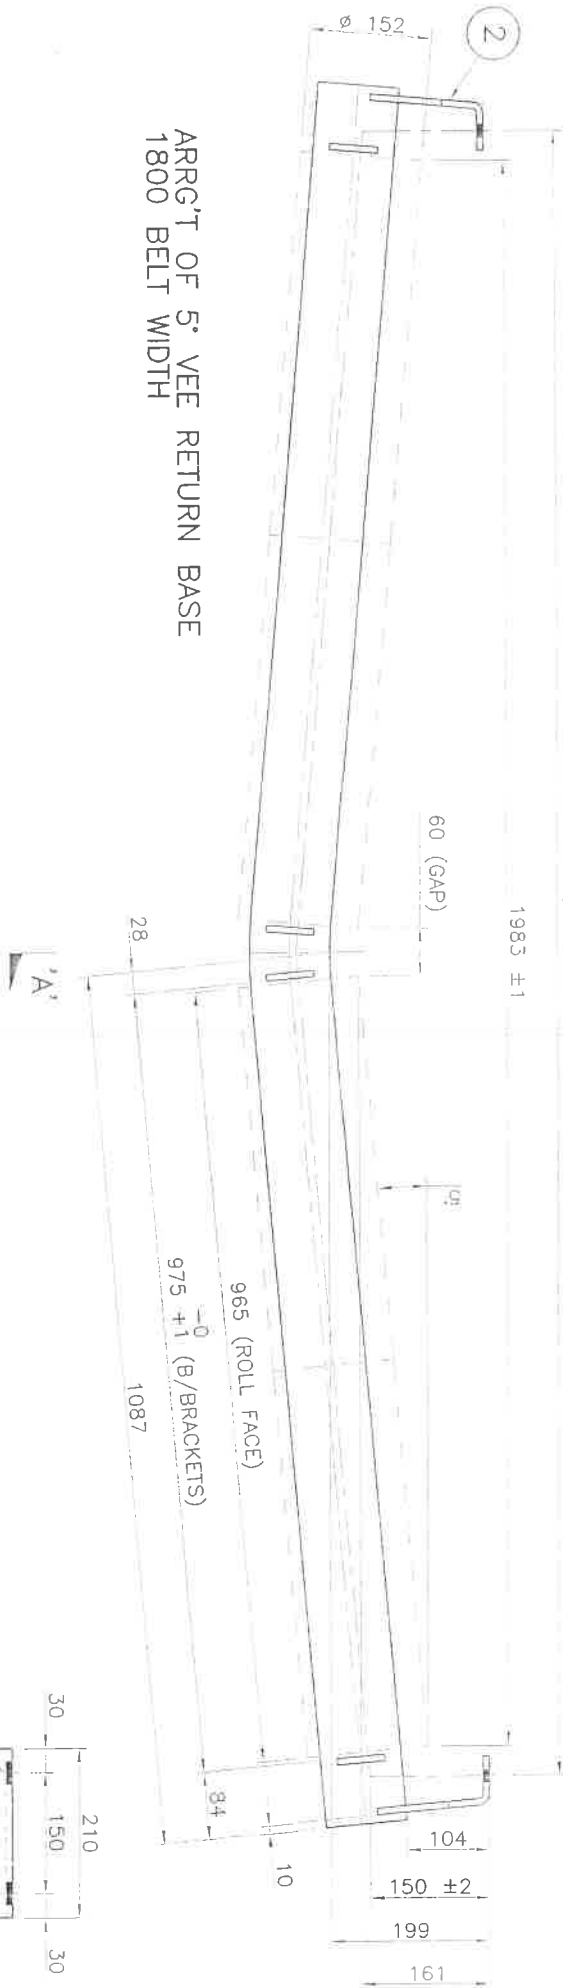 2
ø 152
ARRG'T OF 5° VEE RETURN BASE
1800 BELT WIDTH
60 (GAP)
1983 ±1
28
'A'
965 (ROLL FACE)
-0
975 +1 (B/BRACKETS)
1087
84
10
104
150 ±2
199
161
30
150
210
30